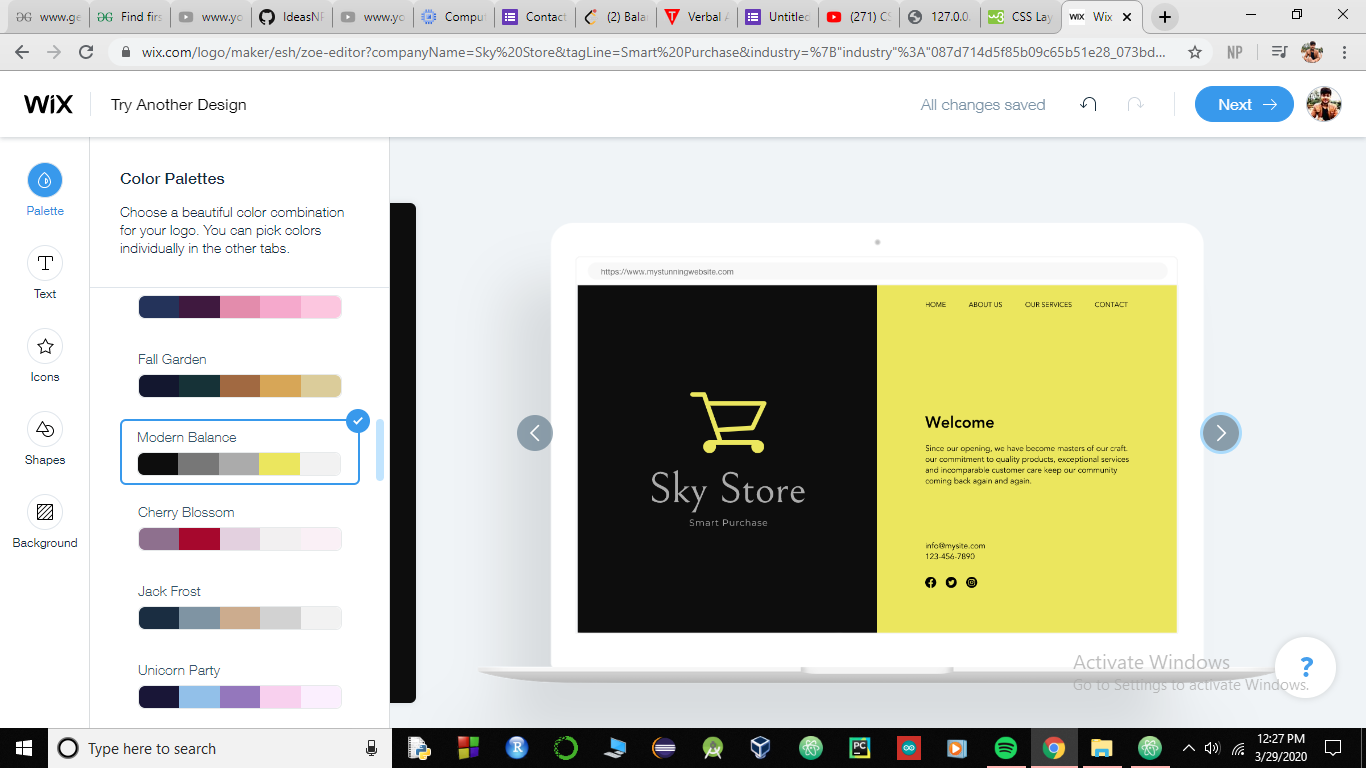 www.ge
Find firs
www.yo
IdeasNF
www.yo
Comput
Contact
(2) Balan
Verbal A
Untitlec
(271) CS
127.0.0.
CSS Lay
WIX Wix
wix.com/logo/maker/esh/zoe-editor?companyName=Sky%20Store&tagLine=Smart%20Purchase&industry=%7B"industry"%3A"087d714d5f85b09c65b51e28_073bd...
NP
WiX
Try Another Design
All changes saved
Next
Palette
Text
Icons
Shapes
Background
Color Palettes
Choose a beautiful color combination
for your logo. You can pick colors
individually in the other tabs.
Fall Garden
Modern Balance
Cherry Blossom
Jack Frost
Unicorn Party
https://www.mystunningwebsite.com
Sky Store
Smart Purchase
HOME ABOUT US OUR SERVICES CONTACT
Welcome
Since our opening, we have become masters of our craft.
our commitment to quality products, exceptional services
and incomparable customer care keep our community
coming back again and again.
info@mysite.com
123-456-7890
Activate Windows
Go to Settings to activate Windows.
?
Type here to search
12:27 PM
3/29/2020